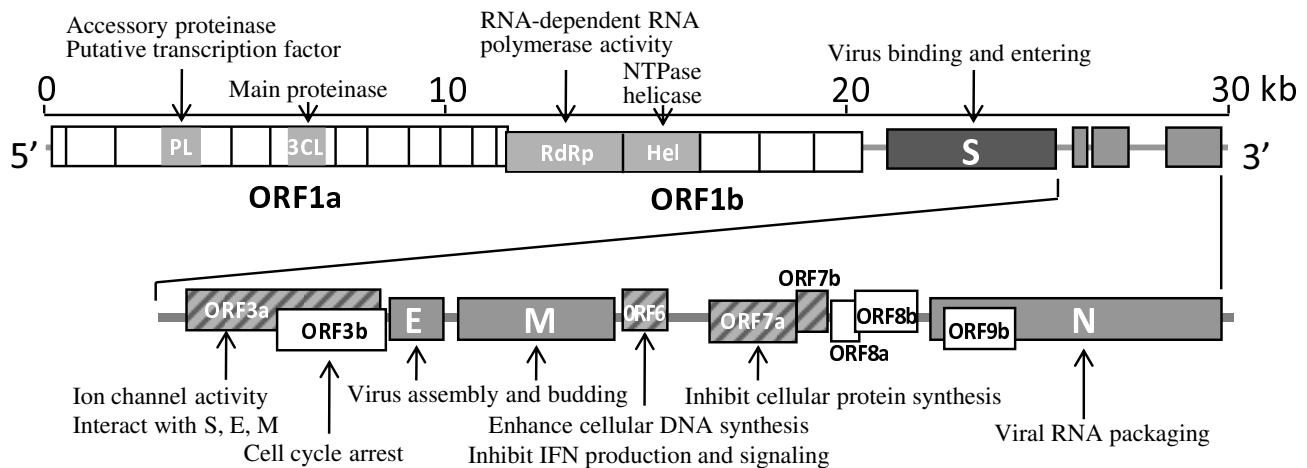 Accessory proteinase
Putative transcription factor
RNA-dependent RNA
polymerase activity
Virus binding and entering
Main proteinase
NTPase
helicase
0
10
20
30 kb
5’
PL
3CL
RdRp
Hel
S
3’
ORF1a
ORF1b
ORF3a
ORF3b
E
M
ORF6
ORF7a
ORF7b
ORF8a
ORF8b
ORF9b
N
Ion channel activity
Interact with S, E, M
Cell cycle arrest
Virus assembly and budding
Enhance cellular DNA synthesis
Inhibit IFN production and signaling
Inhibit cellular protein synthesis
Viral RNA packaging